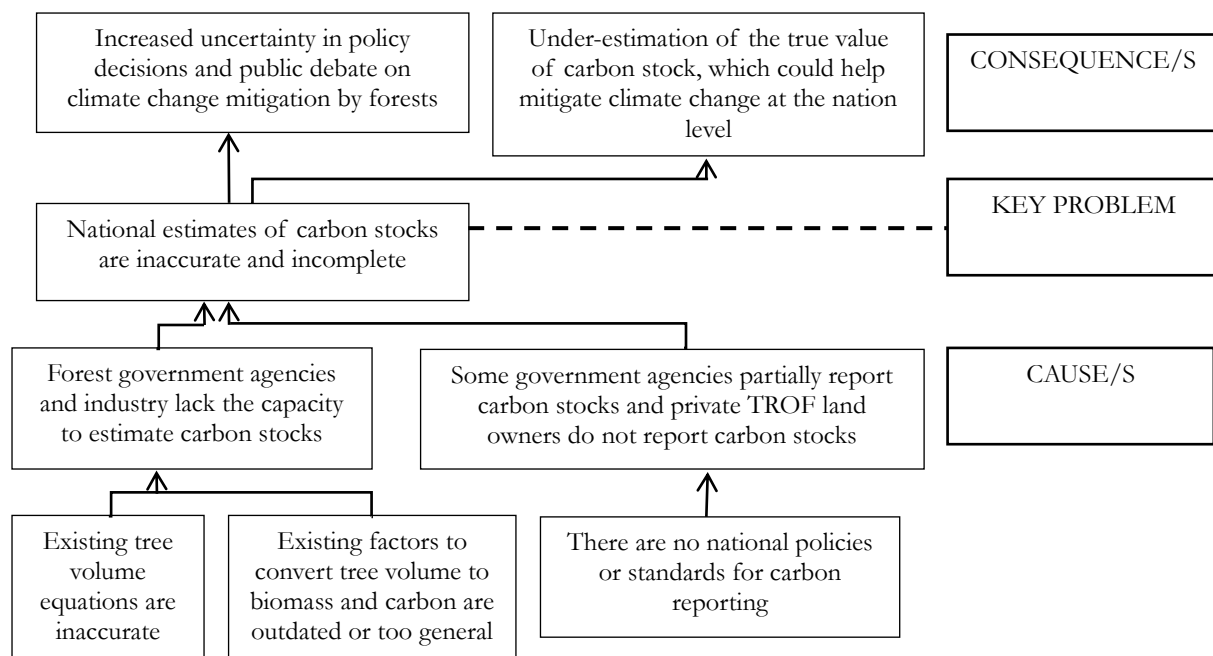 Increased uncertainty in policy
decisions and public debate on
climate change mitigation by forests
Under-estimation of the true value
of carbon stock, which could help
mitigate climate change at the nation
level
CONSEQUENCE/S
National estimates of carbon stocks
are inaccurate and incomplete
KEY PROBLEM
Forest government agencies
and industry lack the capacity
to estimate carbon stocks
Some government agencies partially report
carbon stocks and private TROF land
owners do not report carbon stocks
CAUSE/S
Existing tree
volume
equations are
inaccurate
Existing factors to
convert tree volume to
biomass and carbon are
outdated or too general
There are no national policies
or standards for carbon
reporting